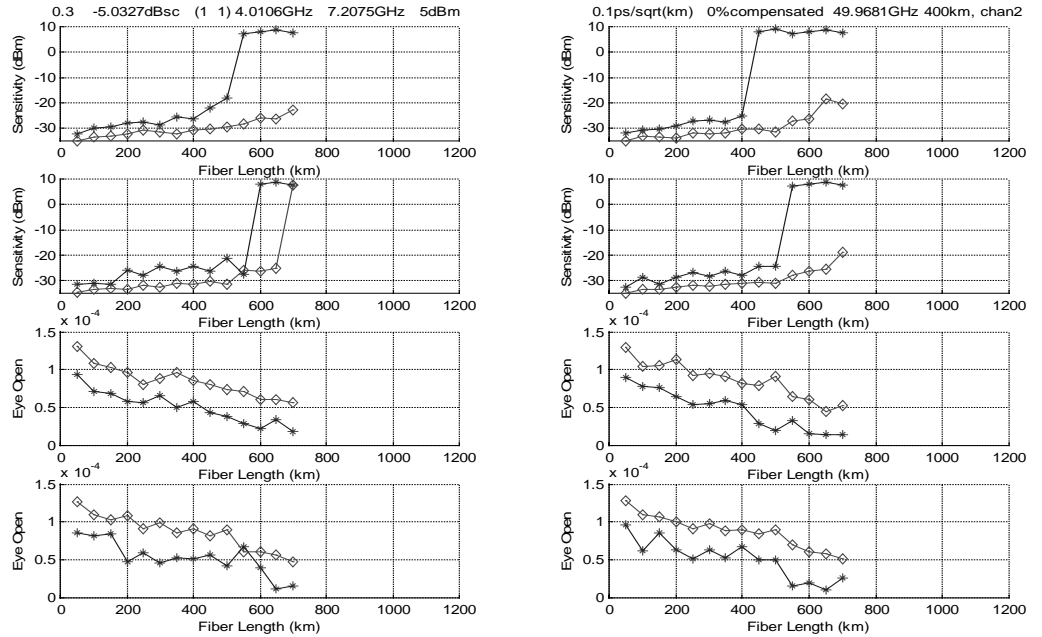 0.3 -5.0327dBsc (1 1) 4.0106GHz 7.2075GHz 5dBm
0.1ps/sqrt(km) 0%compensated 49.9681GHz 400km, chan2
10
0
-10
-20
-30
Sensitivity (dBm)
0 200 400 600 800 1000 1200
Fiber Length (km)
10
0
-10
-20
-30
Sensitivity (dBm)
0 200 400 600 800 1000 1200
Fiber Length (km)
10
0
-10
-20
-30
Sensitivity (dBm)
0 200 400 600 800 1000 1200
Fiber Length (km)
10
0
-10
-20
-30
Sensitivity (dBm)
0 200 400 600 800 1000 1200
Fiber Length (km)
x 10-4
1.5
1
0.5
0
Eye Open
0 200 400 600 800 1000 1200
Fiber Length (km)
x 10-4
1.5
1
0.5
0
Eye Open
0 200 400 600 800 1000 1200
Fiber Length (km)
x 10-4
1.5
1
0.5
0
Eye Open
0 200 400 600 800 1000 1200
Fiber Length (km)
x 10-4
1.5
1
0.5
0
Eye Open
0 200 400 600 800 1000 1200
Fiber Length (km)